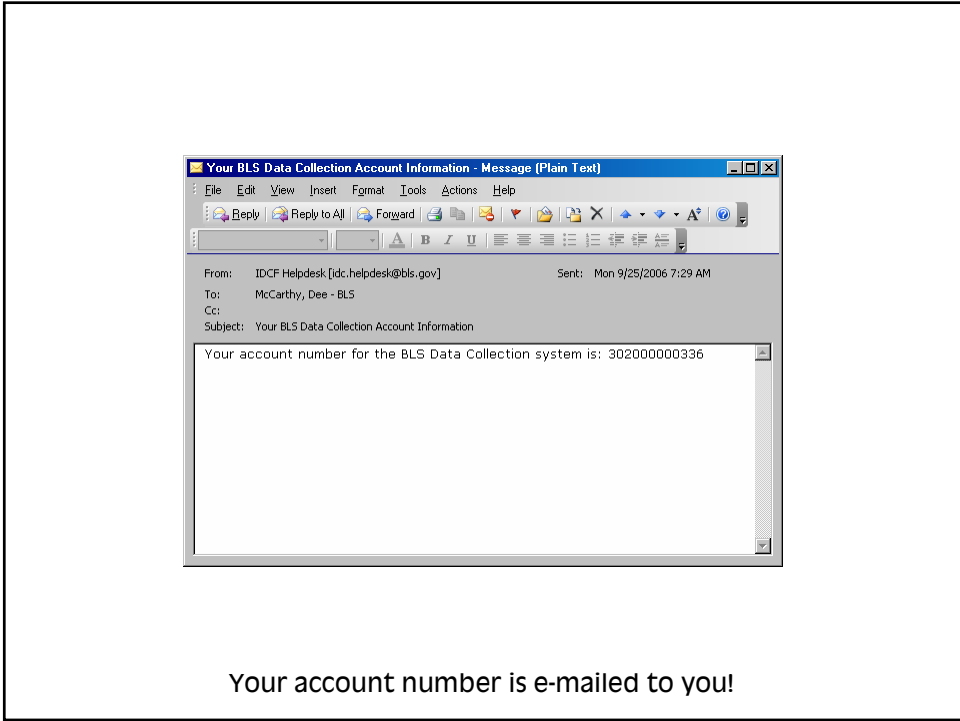 Your BLS Data Collection Account Information - Message (Plain Text)
File Edit View Insert Format Tools Actions Help
Reply Reply to All Forward A
A B I U
From: IDCF Helpdesk [idc.helpdesk@bls.gov] Sent: Mon 9/25/2006 7:29 AM
To: McCarthy, Dee - BLS
Cc:
Subject: Your BLS Data Collection Account Information
Your account number for the BLS Data Collection system is: 302000000336
Your account number is e-mailed to you!